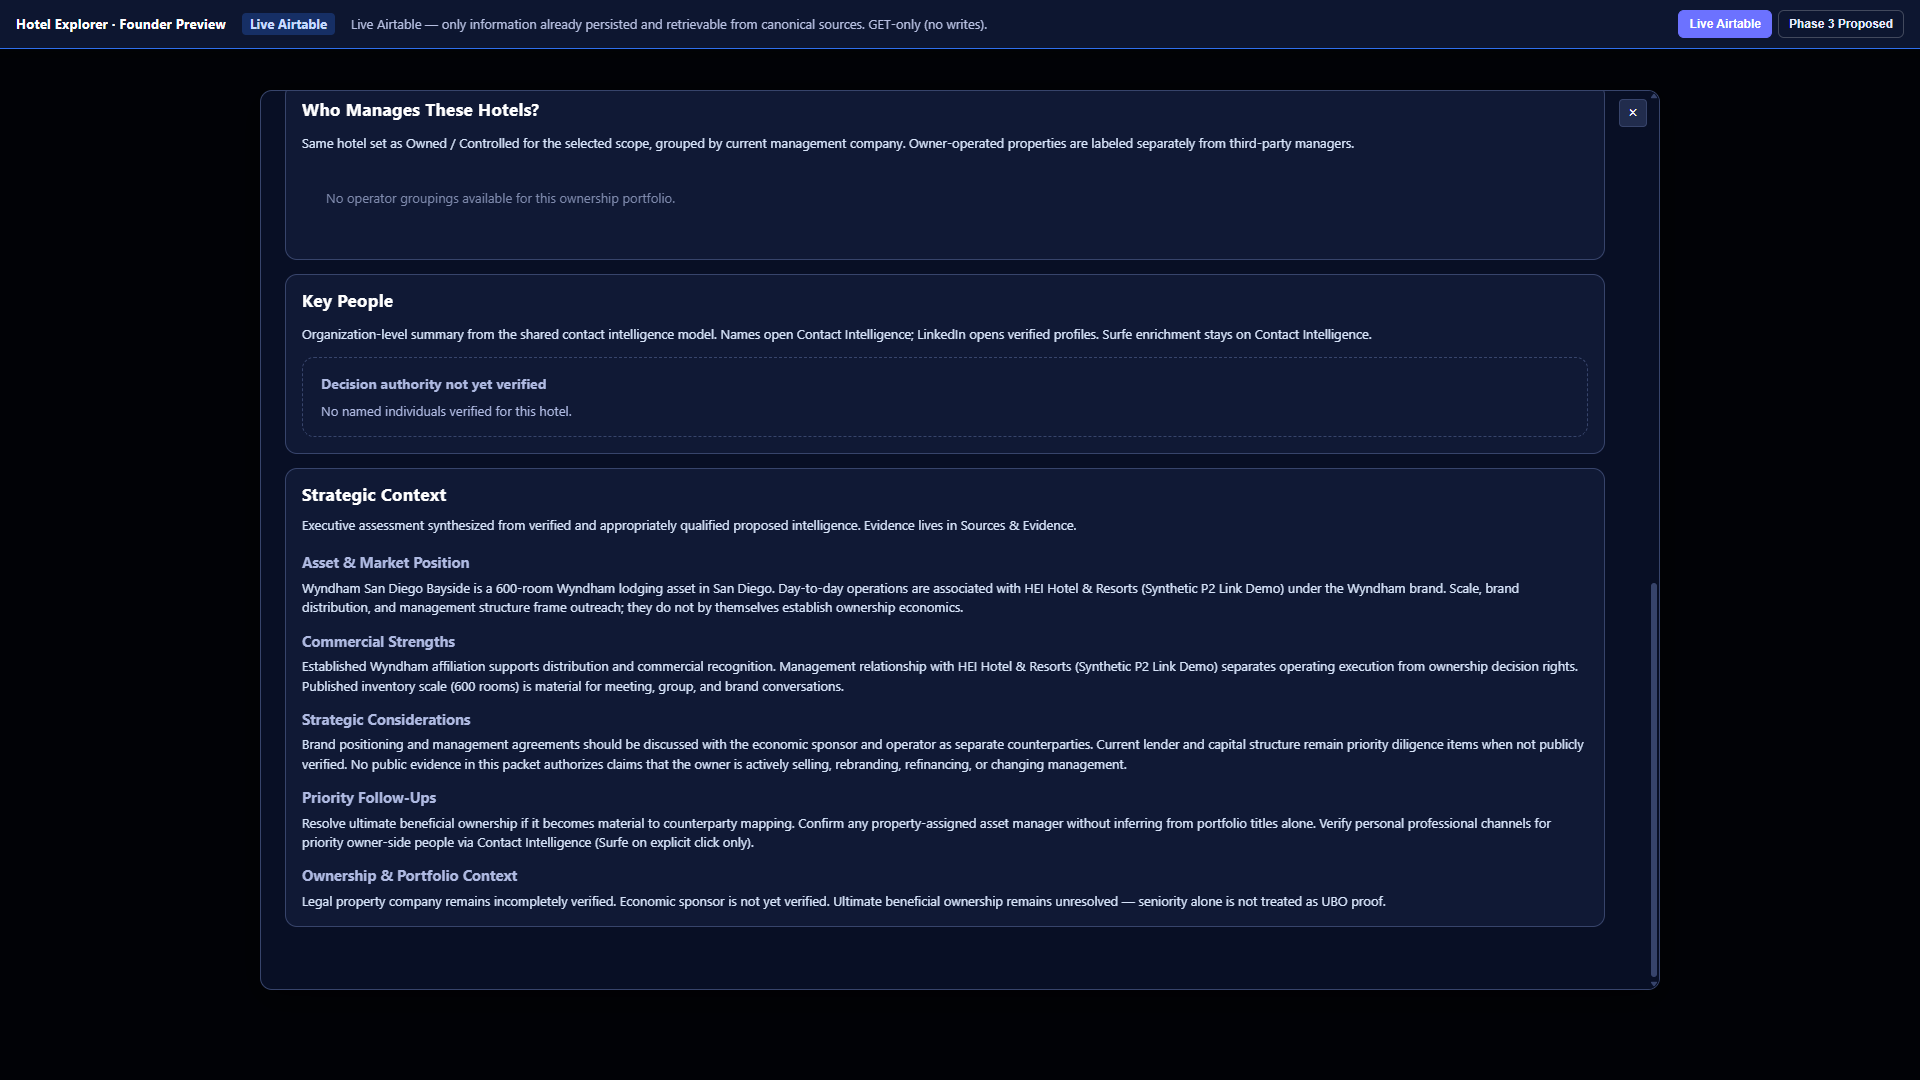 Hotel Explorer · Founder Preview
Live Airtable
Live Airtable — only information already persisted and retrievable from canonical sources. GET-only (no writes).
Live Airtable
Phase 3 Proposed
×
Who Manages These Hotels?
Same hotel set as Owned / Controlled for the selected scope, grouped by current management company. Owner-operated properties are labeled separately from third-party managers.
No operator groupings available for this ownership portfolio.
Key People
Organization-level summary from the shared contact intelligence model. Names open Contact Intelligence; LinkedIn opens verified profiles. Surfe enrichment stays on Contact Intelligence.
Decision authority not yet verified
No named individuals verified for this hotel.
Strategic Context
Executive assessment synthesized from verified and appropriately qualified proposed intelligence. Evidence lives in Sources & Evidence.
Asset & Market Position
Wyndham San Diego Bayside is a 600-room Wyndham lodging asset in San Diego. Day-to-day operations are associated with HEI Hotel & Resorts (Synthetic P2 Link Demo) under the Wyndham brand. Scale, brand
distribution, and management structure frame outreach; they do not by themselves establish ownership economics.
Commercial Strengths
Established Wyndham affiliation supports distribution and commercial recognition. Management relationship with HEI Hotel & Resorts (Synthetic P2 Link Demo) separates operating execution from ownership decision rights.
Published inventory scale (600 rooms) is material for meeting, group, and brand conversations.
Strategic Considerations
Brand positioning and management agreements should be discussed with the economic sponsor and operator as separate counterparties. Current lender and capital structure remain priority diligence items when not publicly
verified. No public evidence in this packet authorizes claims that the owner is actively selling, rebranding, refinancing, or changing management.
Priority Follow-Ups
Resolve ultimate beneficial ownership if it becomes material to counterparty mapping. Confirm any property-assigned asset manager without inferring from portfolio titles alone. Verify personal professional channels for
priority owner-side people via Contact Intelligence (Surfe on explicit click only).
Ownership & Portfolio Context
Legal property company remains incompletely verified. Economic sponsor is not yet verified. Ultimate beneficial ownership remains unresolved — seniority alone is not treated as UBO proof.